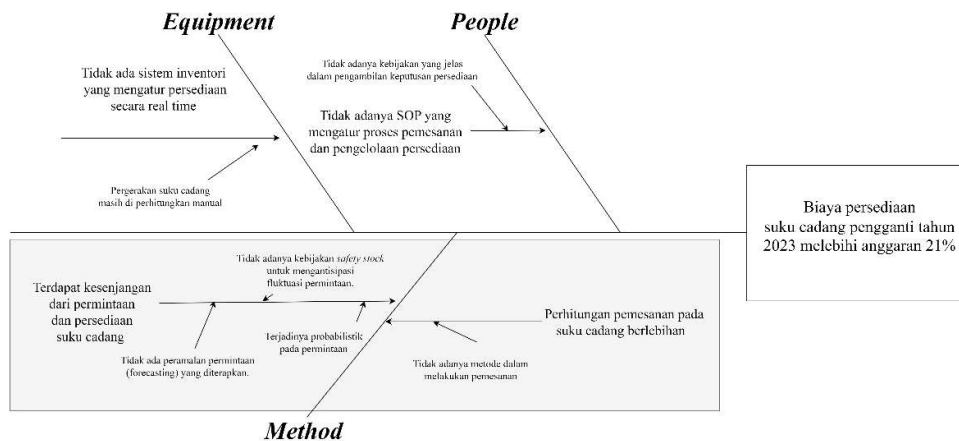 Equipment
People
Tidak ada sistem inventori
yang mengatur persediaan
secara real time
Pergerakan suku cadang
masih di perhitungkan manual
Tidak adanya kebijakan yang jelas
dalam pengambilan keputusan persediaan
Tidak adanya SOP yang
mengatur proses pemesanan
dan pengelolaan persediaan
Biaya persediaan
suku cadang pengganti tahun
2023 melebihi anggaran 21%
Terdapat kesenjangan
dari permintaan
dan persediaan
suku cadang
Tidak adanya kebijakan safety stock
untuk mengantisipasi
fluktuasi permintaan.
Tidak ada peramalan permintaan
(forecasting) yang diterapkan.
Terjadinya probabilistik
pada permintaan
Perhitungan pemesanan pada
suku cadang berlebihan
Tidak adanya metode dalam
melakukan pemesanan
Method